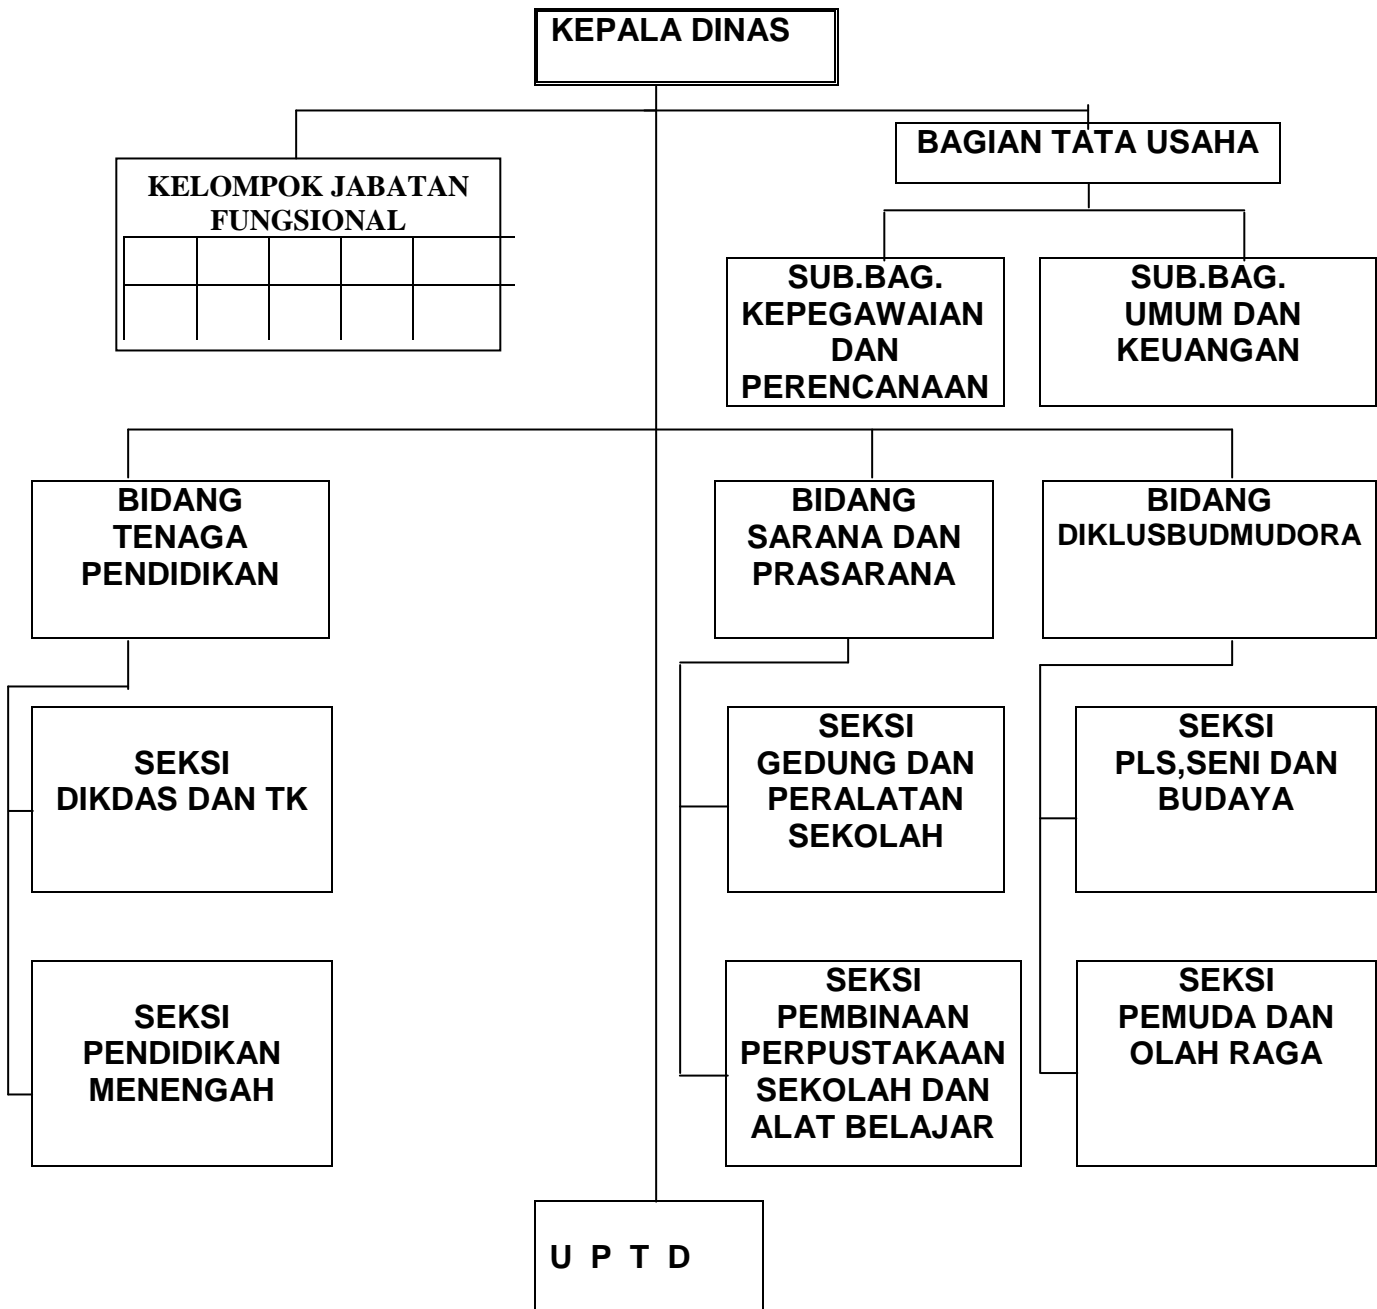 KEPALA DINAS
BAGIAN TATA USAHA
KELOMPOK JABATAN
FUNGSIONAL
SUB.BAG.
KEPEGAWAIAN
DAN
PERENCANAAN
SUB.BAG.
UMUM DAN
KEUANGAN
BIDANG
TENAGA
PENDIDIKAN
BIDANG
SARANA DAN
PRASARANA
BIDANG
DIKLUSBUDMUDORA
SEKSI
DIKDAS DAN TK
SEKSI
GEDUNG DAN
PERALATAN
SEKOLAH
SEKSI
PLS,SENI DAN
BUDAYA
SEKSI
PENDIDIKAN
MENENGAH
SEKSI
PEMBINAAN
PERPUSTAKAAN
SEKOLAH DAN
ALAT BELAJAR
SEKSI
PEMUDA DAN
OLAH RAGA
U P T D